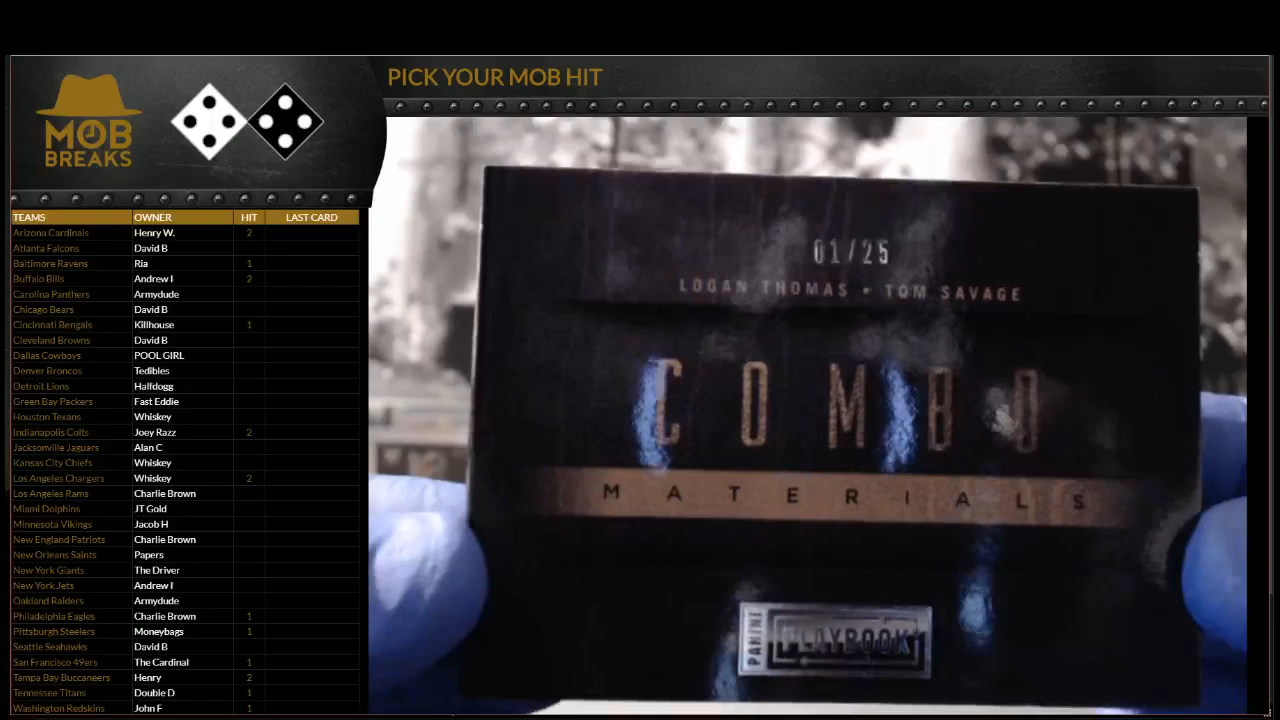 PICK YOUR MOB HIT
MOB
BREAKS
TEAMS OWNER HIT LAST CARD
Arizona Cardinals Henry W. 2
Atlanta Falcons David B
Baltimore Ravens Ria 1
Buffalo Bills Andrew I 2
Carolina Panthers Armydude
Chicago Bears David B
Cincinnati Bengals Killhouse 1
Cleveland Browns David B
Dallas Cowboys POOL GIRL
Denver Broncos Tedibles
Detroit Lions Halfdogg
Green Bay Packers Fast Eddie
Houston Texans Whiskey
Indianapolis Colts Joey Razz 2
Jacksonville Jaguars Alan C
Kansas City Chiefs Whiskey
Los Angeles Chargers Whiskey 2
Los Angeles Rams Charlie Brown
Miami Dolphins JT Gold
Minnesota Vikings Jacob H
New England Patriots Charlie Brown
New Orleans Saints Papers
New York Giants The Driver
New York Jets Andrew I
Oakland Raiders Armydude
Philadelphia Eagles Charlie Brown 1
Pittsburgh Steelers Moneybags 1
Seattle Seahawks David B
San Francisco 49ers The Cardinal 1
Tampa Bay Buccaneers Henry 2
Tennessee Titans Double D 1
Washington Redskins John F 1
01/25
LOGAN THOMAS • TOM SAVAGE
COMBO
MATERIALS
PANINI PLAYBOOK